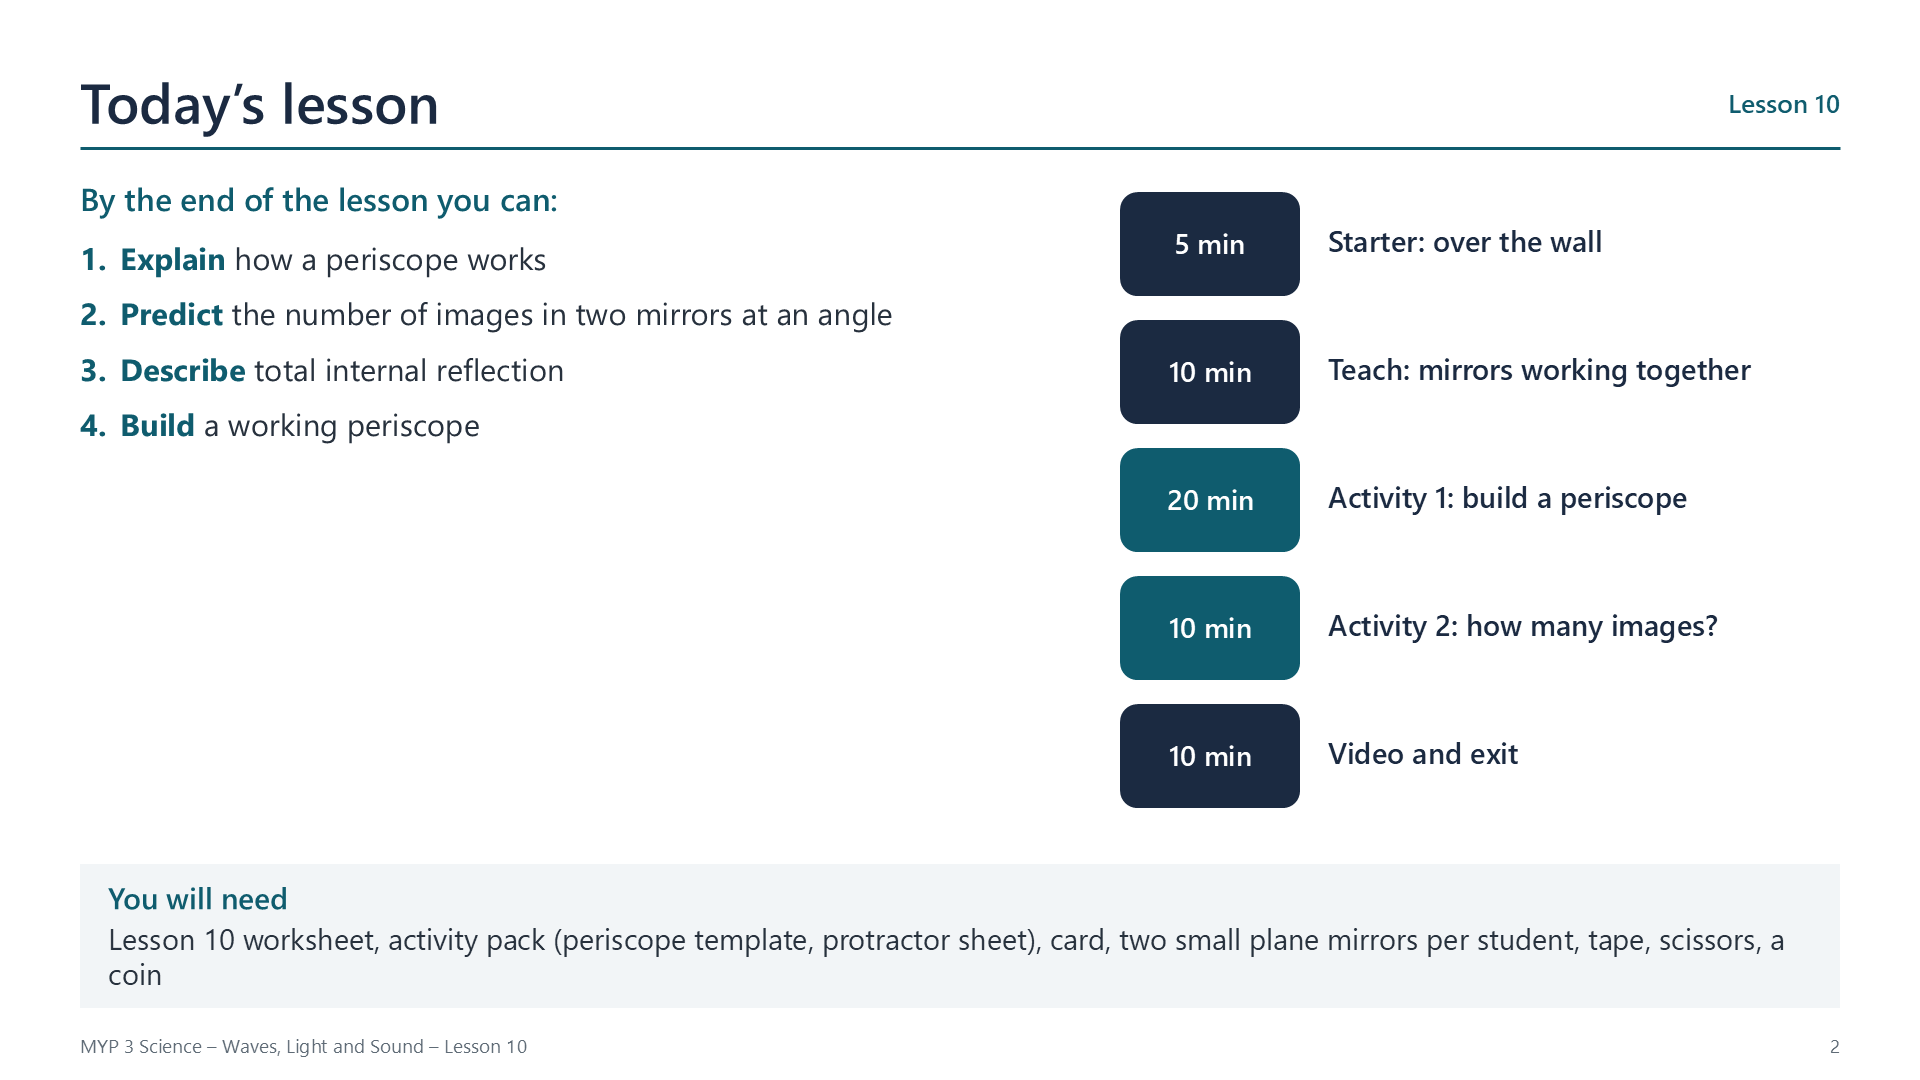 Today’s lesson
Lesson 10
By the end of the lesson you can:
1. Explain how a periscope works
2. Predict the number of images in two mirrors at an angle
3. Describe total internal reflection
4. Build a working periscope
5 min
Starter: over the wall
10 min
Teach: mirrors working together
20 min
Activity 1: build a periscope
10 min
Activity 2: how many images?
10 min
Video and exit
You will need
Lesson 10 worksheet, activity pack (periscope template, protractor sheet), card, two small plane mirrors per student, tape, scissors, a
coin
MYP 3 Science – Waves, Light and Sound – Lesson 10
2